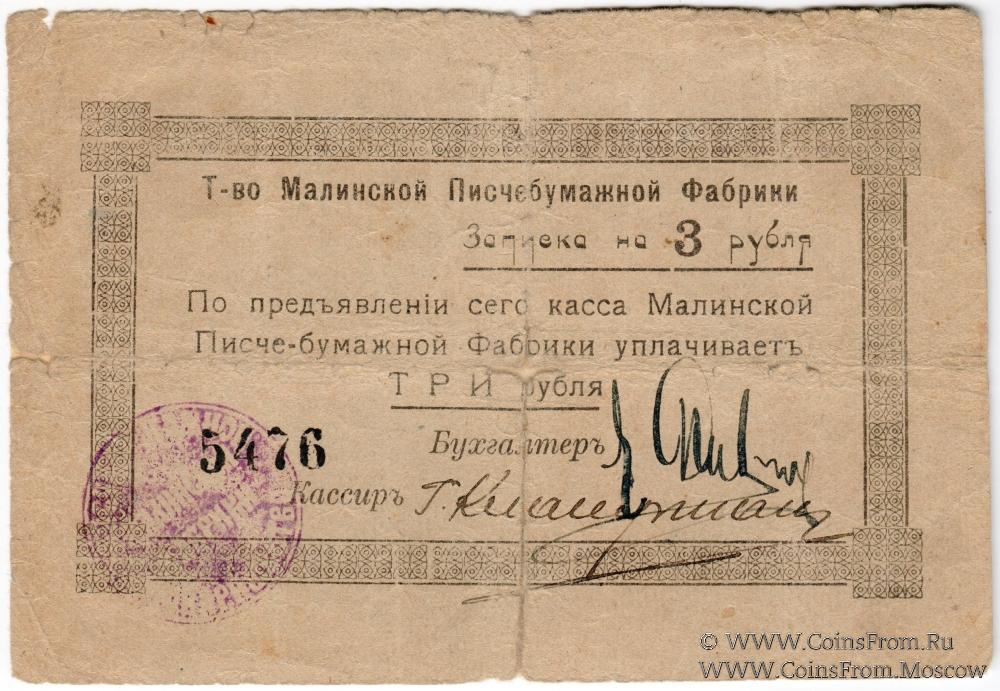 Т-во Малинской Писчебумажной Фабрики
Записка на 3 рубля
По предъявленіи сего касса Малинской
Писче-бумажной Фабрики уплачиваетъ
ТРИ рубля
5476
Бухгалтеръ
Кассиръ
© WWW.CoinsFrom.Ru
WWW.CoinsFrom.Moscow